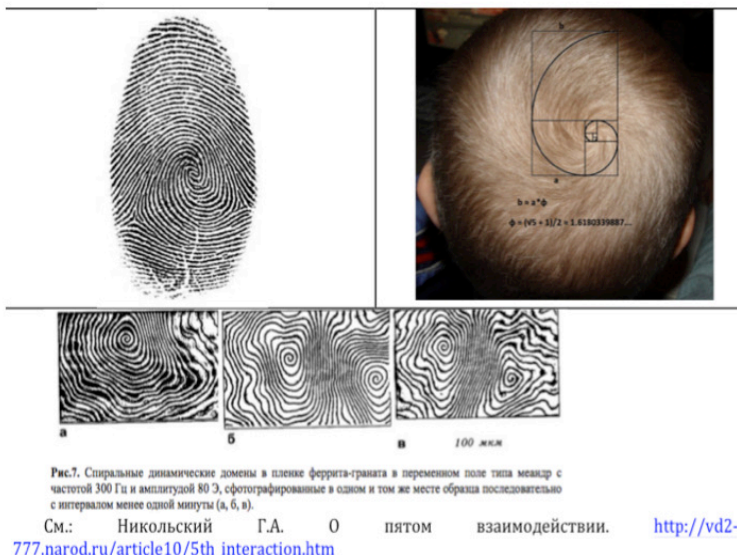 b
a
b = a*ф
ф = (√5 + 1)/2 = 1.6180339887...
а
б
в
100 мкм
Рис.7. Спиральные динамические домены в пленке феррита-граната в переменном поле типа меандр с
частотой 300 Гц и амплитудой 80 Э, сфотографированные в одном и том же месте образца последовательно
с интервалом менее одной минуты (а, б, в).
См.: Никольский Г.А. О пятом взаимодействии. http://vd2-
777.narod.ru/article10/5th_interaction.htm